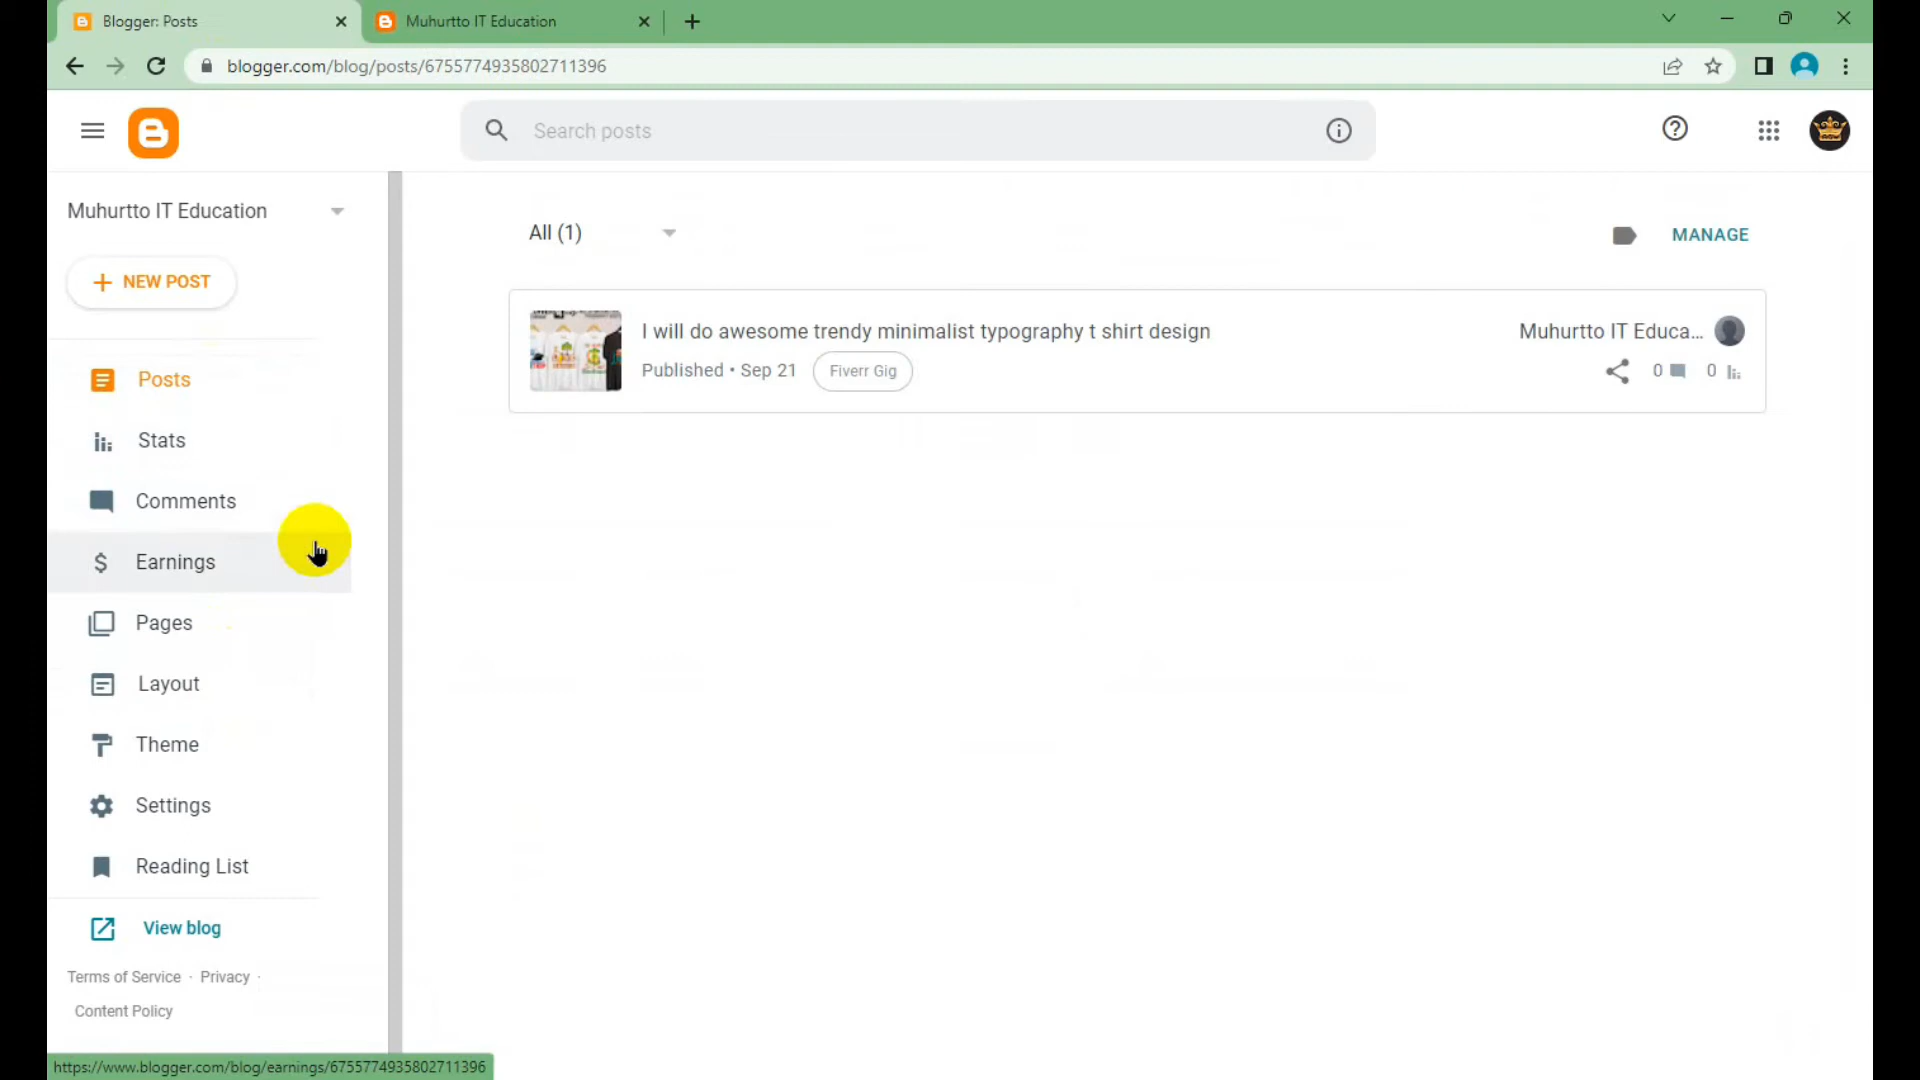 Blogger: Posts
Muhurtto IT Education
blogger.com/blog/posts/6755774935802711396
Search posts
Muhurtto IT Education
NEW POST
Posts
Stats
Comments
Earnings
Pages
Layout
Theme
Settings
Reading List
View blog
Terms of Service · Privacy ·
Content Policy
All (1)
MANAGE
I will do awesome trendy minimalist typography t shirt design
Muhurtto IT Educa...
Published • Sep 21
Fiverr Gig
0
0
https://www.blogger.com/blog/earnings/6755774935802711396